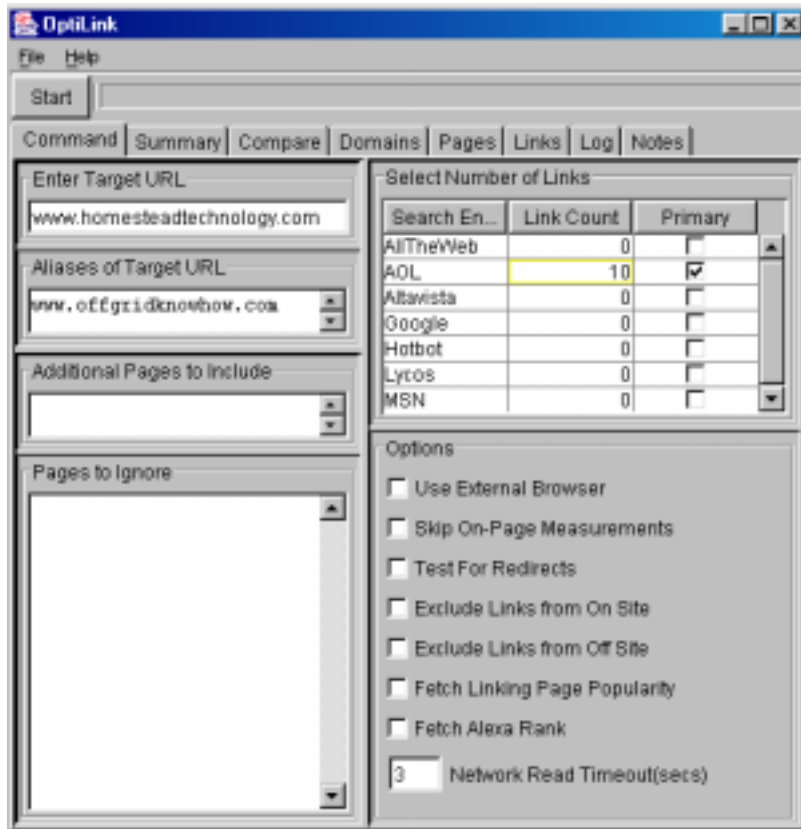 OptiLink
File Help
Start
Command Summary Compare Domains Pages Links Log Notes
Enter Target URL
www.homesteadtechnology.com
Aliases of Target URL
www.offgridknowhow.com
Additional Pages to Include
Pages to Ignore
Select Number of Links
Search En... Link Count Primary
AllTheWeb 0
AOL 10
Altavista 0
Google 0
Hotbot 0
Lycos 0
MSN 0
Options
Use External Browser
Skip On-Page Measurements
Test For Redirects
Exclude Links from On Site
Exclude Links from Off Site
Fetch Linking Page Popularity
Fetch Alexa Rank
3 Network Read Timeout(secs)